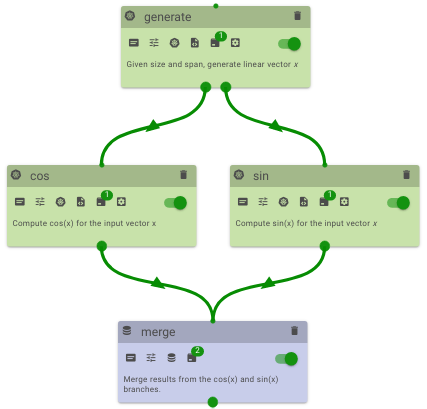 generate
1
Given size and span, generate linear vector x
cos
1
Compute cos(x) for the input vector x
sin
1
Compute sin(x) for the input vector x
merge
2
Merge results from the cos(x) and sin(x)
branches.